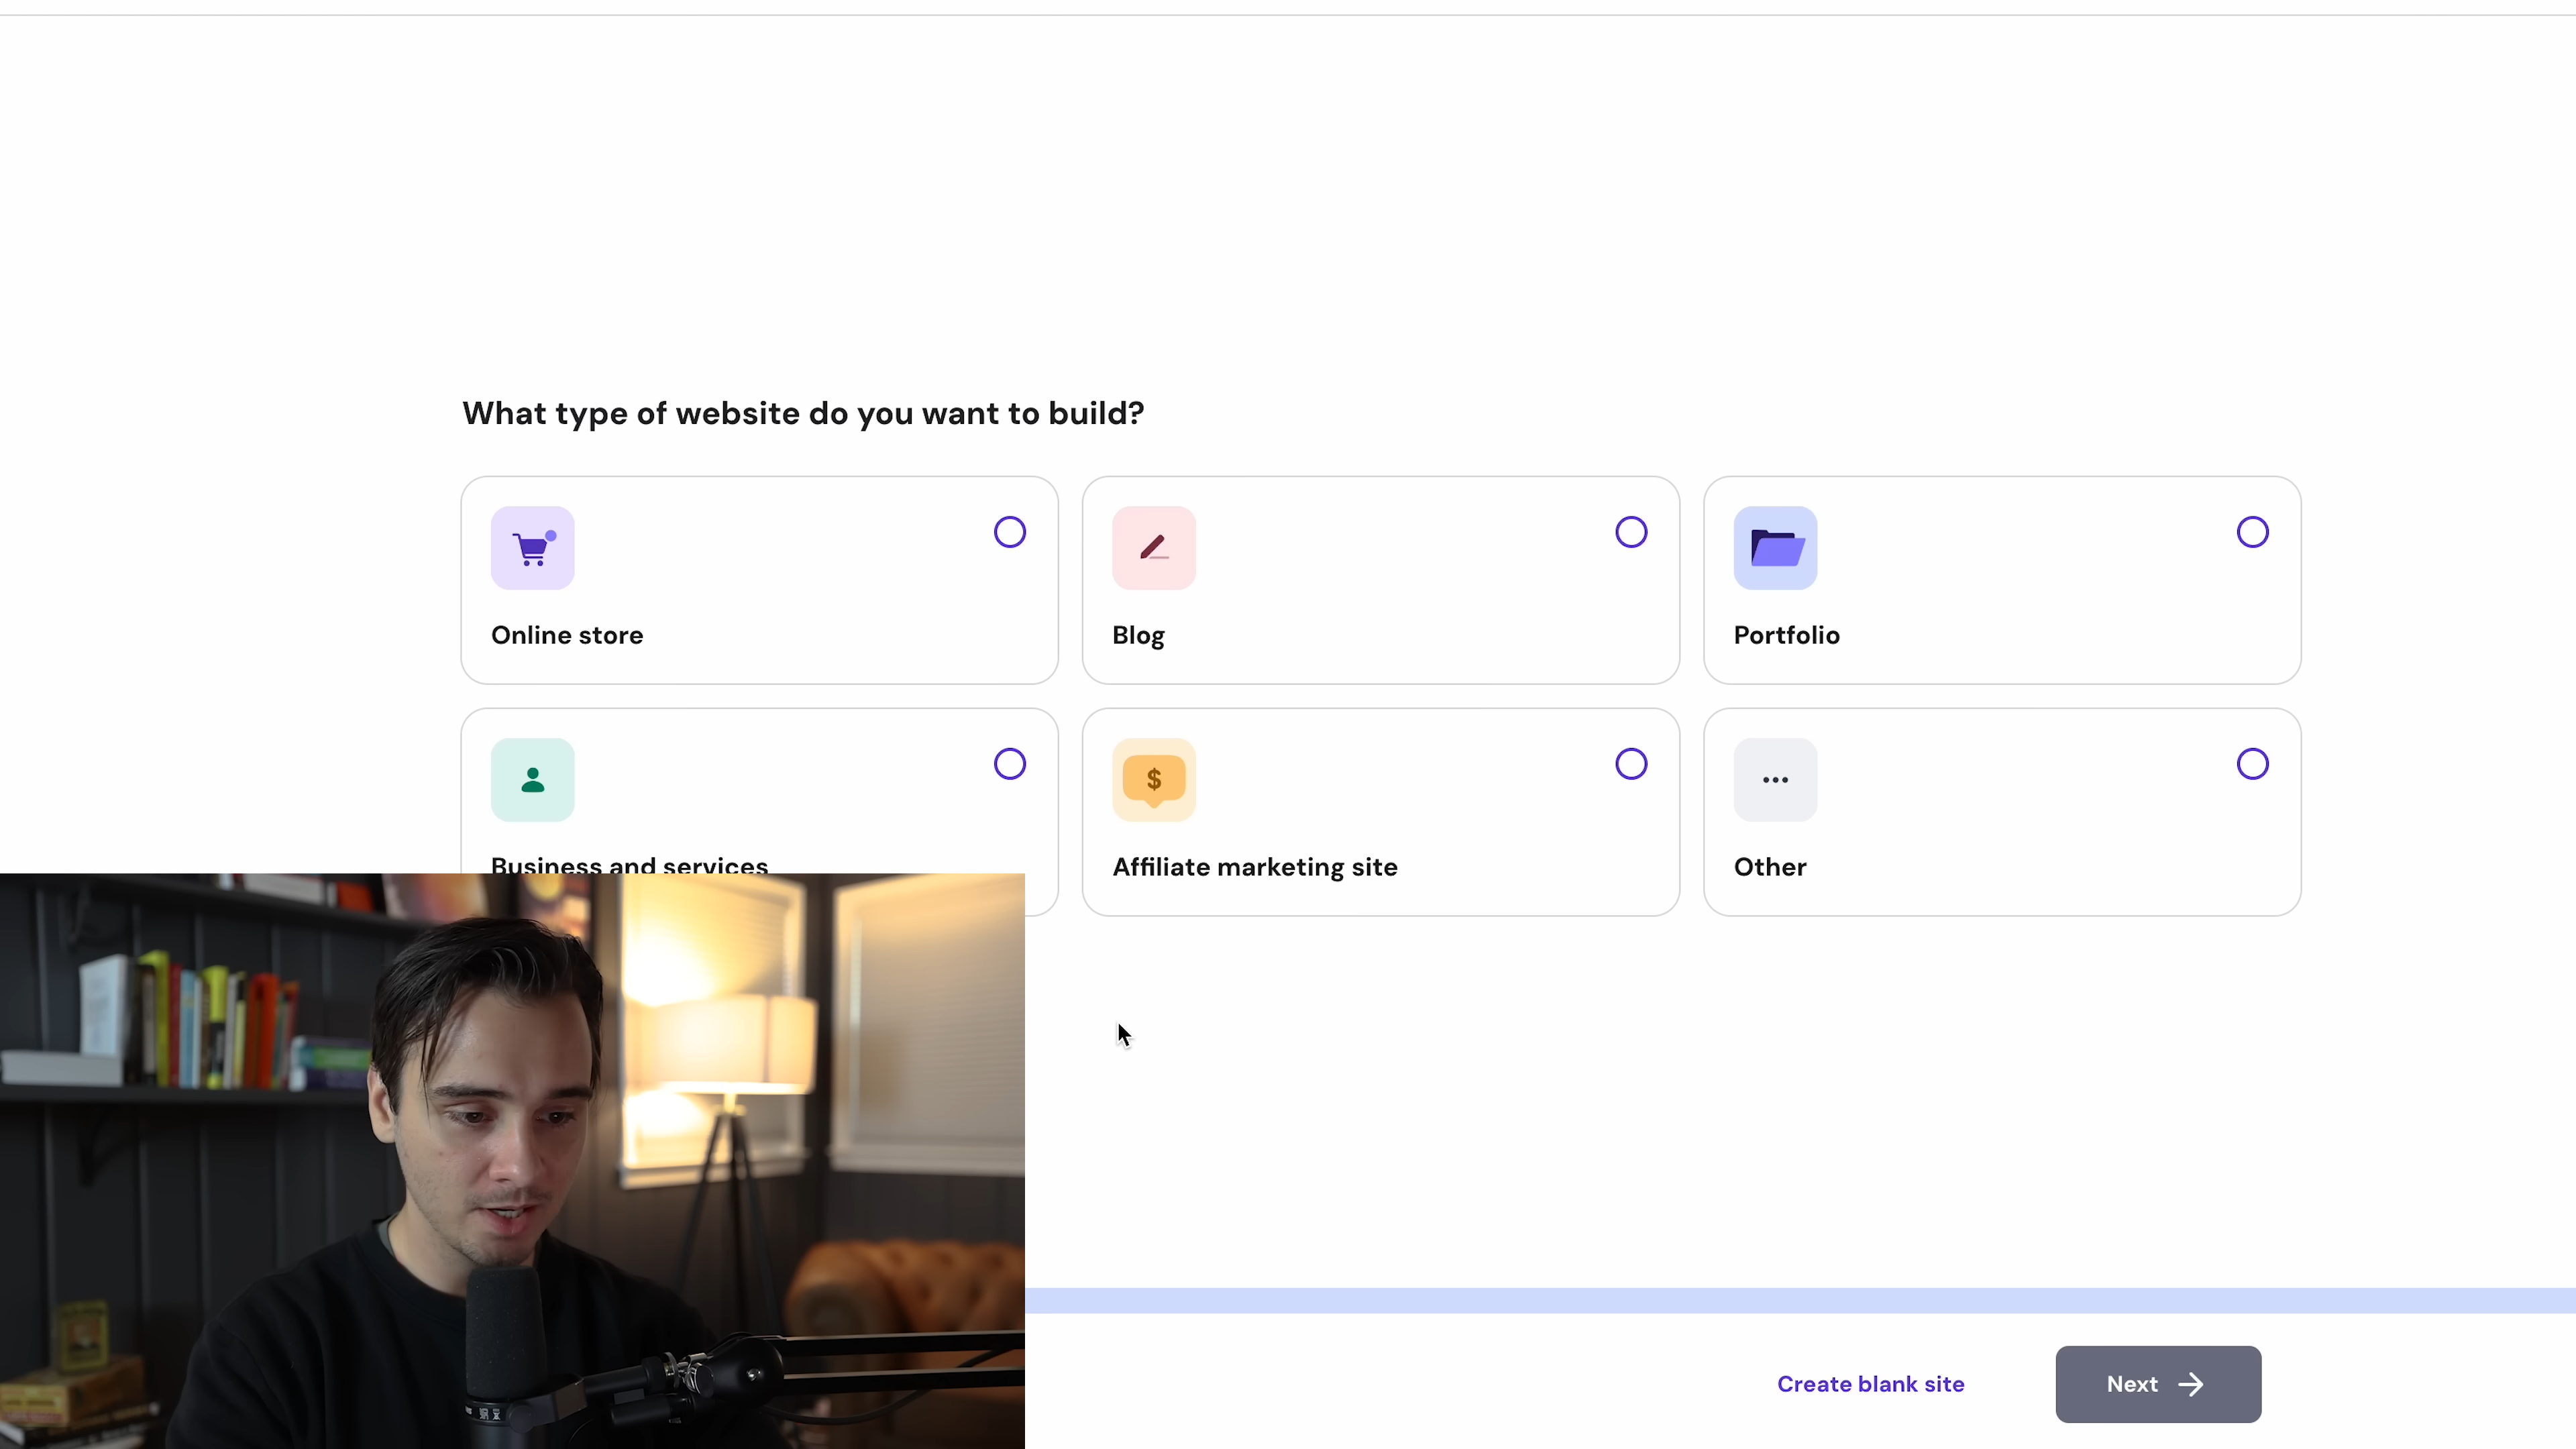 What type of website do you want to build?
Online store
Blog
Portfolio
Business and services
$
Affiliate marketing site
Other
Create blank site
Next